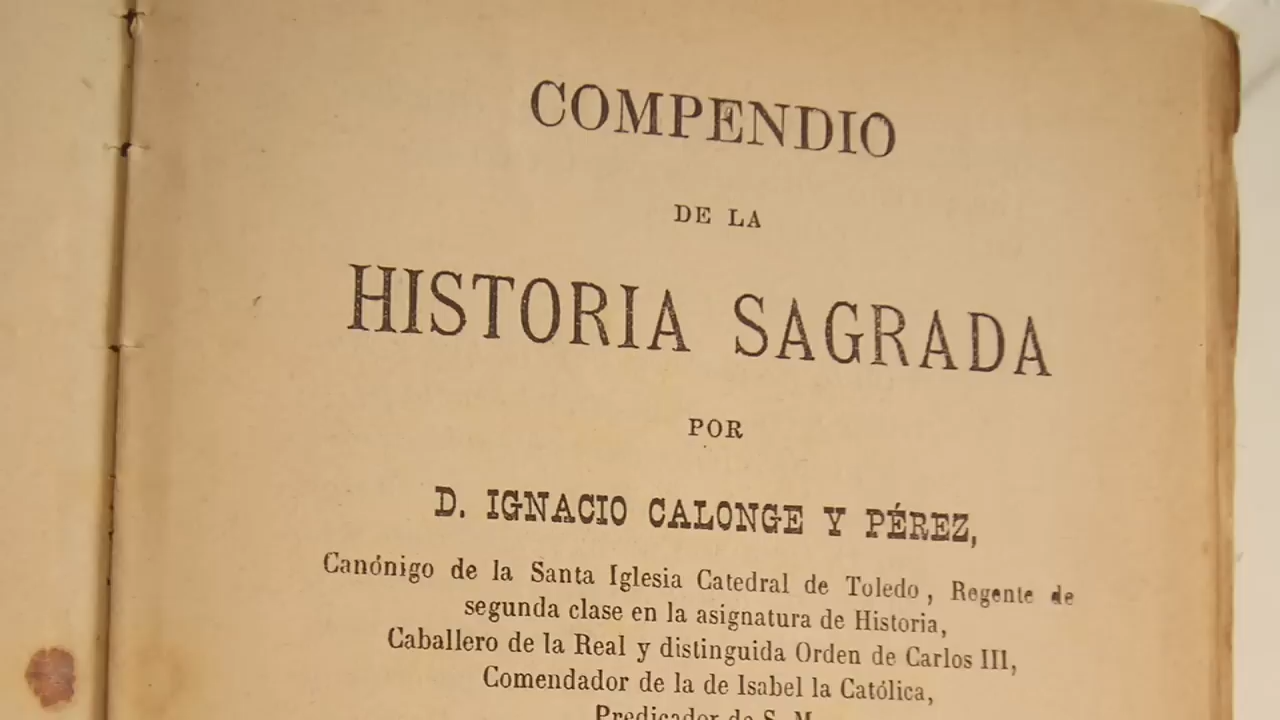 COMPENDIO
DE LA
HISTORIA SAGRADA
POR
D. IGNACIO CALONGE Y PÉREZ,
Canónigo de la Santa Iglesia Catedral de Toledo, Regente de
segunda clase en la asignatura de Historia,
Caballero de la Real y distinguida Orden de Carlos III,
Comendador de la de Isabel la Católica,
Predicador de S. M.